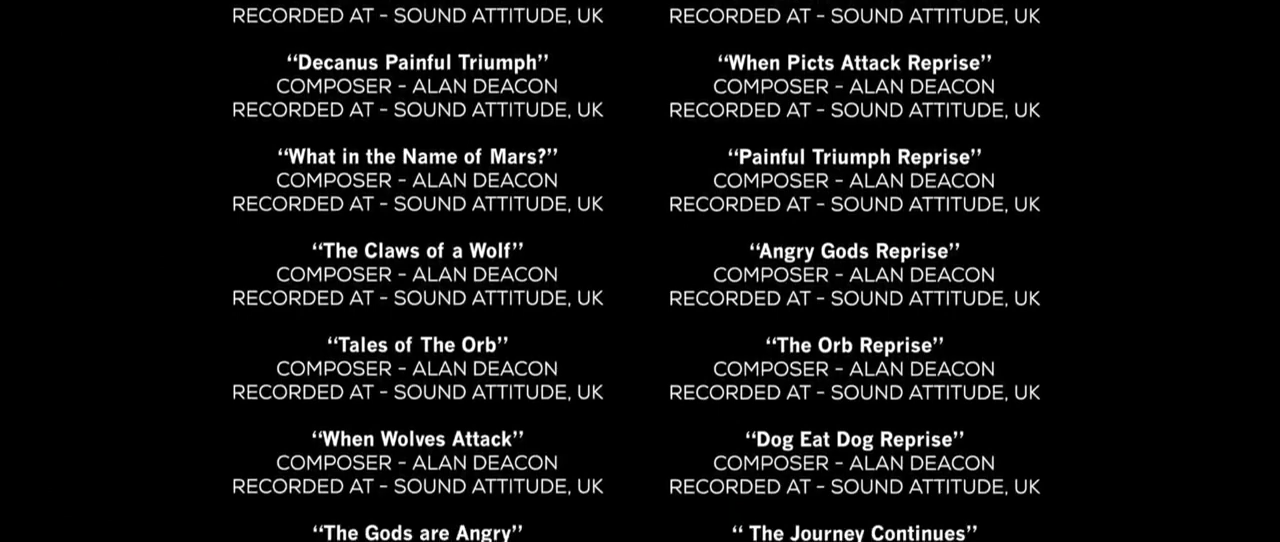 RECORDED AT – SOUND ATTITUDE, UK
“Decanus Painful Triumph”
COMPOSER – ALAN DEACON
RECORDED AT – SOUND ATTITUDE, UK
“What in the Name of Mars?”
COMPOSER – ALAN DEACON
RECORDED AT – SOUND ATTITUDE, UK
“The Claws of a Wolf”
COMPOSER – ALAN DEACON
RECORDED AT – SOUND ATTITUDE, UK
“Tales of The Orb”
COMPOSER – ALAN DEACON
RECORDED AT – SOUND ATTITUDE, UK
“When Wolves Attack”
COMPOSER – ALAN DEACON
RECORDED AT – SOUND ATTITUDE, UK
“The Gods are Angry”
RECORDED AT – SOUND ATTITUDE, UK
“When Picts Attack Reprise”
COMPOSER – ALAN DEACON
RECORDED AT – SOUND ATTITUDE, UK
“Painful Triumph Reprise”
COMPOSER – ALAN DEACON
RECORDED AT – SOUND ATTITUDE, UK
“Angry Gods Reprise”
COMPOSER – ALAN DEACON
RECORDED AT – SOUND ATTITUDE, UK
“The Orb Reprise”
COMPOSER – ALAN DEACON
RECORDED AT – SOUND ATTITUDE, UK
“Dog Eat Dog Reprise”
COMPOSER – ALAN DEACON
RECORDED AT – SOUND ATTITUDE, UK
“ The Journey Continues”